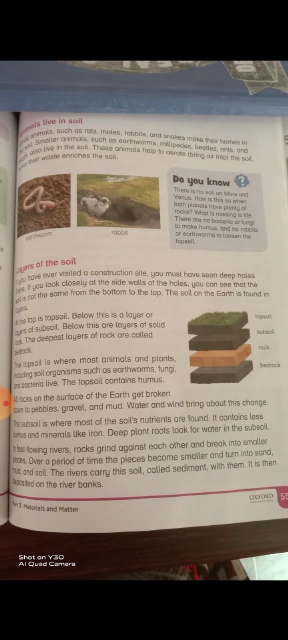 animals live in soil
animals, such as rats, moles, rabbits, and snakes make their homes in
soil. Smaller animals, such as earthworms, millipedes, beetles, ants, and
also live in the soil. These animals help to aerate (bring air into) the soil,
their waste enriches the soil.
Do you know ?
There is no soil on Mars and
Venus. How is this so when
both planets have plenty of
rocks? What is missing is life.
There are no bacteria or fungi
to make humus, and no rabbits
or earthworms to loosen the
topsoil.
earthworm
rabbit
Layers of the soil
If you have ever visited a construction site, you must have seen deep holes
there. If you look closely at the side walls of the holes, you can see that the
soil is not the same from the bottom to the top. The soil on the Earth is found in
layers.
At the top is topsoil. Below this is a layer or
layers of subsoil. Below this are layers of solid
rock. The deepest layers of rock are called
bedrock.
topsoil
subsoil
rock
bedrock
The topsoil is where most animals and plants,
including soil organisms such as earthworms, fungi,
and bacteria live. The topsoil contains humus.
All rocks on the surface of the Earth get broken
down to pebbles, gravel, and mud. Water and wind bring about this change.
The subsoil is where most of the soil's nutrients are found. It contains less
humus and minerals like iron. Deep plant roots look for water in the subsoil.
In fast-flowing rivers, rocks grind against each other and break into smaller
pieces. Over a period of time the pieces become smaller and turn into sand,
and soil. The rivers carry this soil, called sediment, with them. It is then
deposited on the river banks.
Materials and Matter
OXFORD
55
Shot on Y30
AI Quad Camera